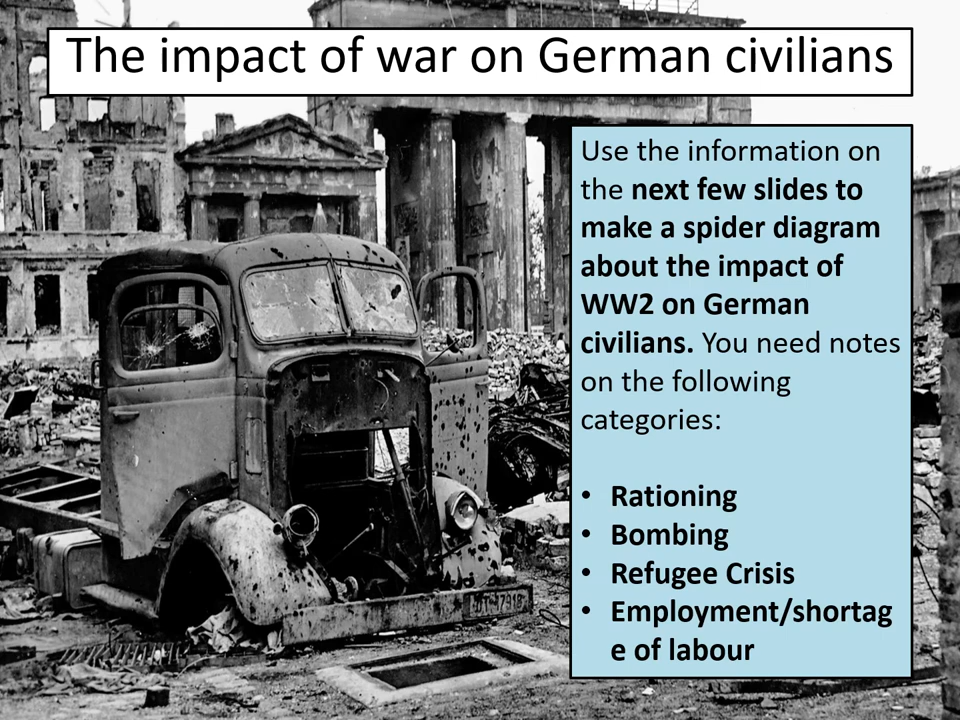 The impact of war on German civilians
Use the information on
the next few slides to
make a spider diagram
about the impact of
WW2 on German
civilians. You need notes
on the following
categories:
• Rationing
• Bombing
• Refugee Crisis
• Employment/shortag
e of labour